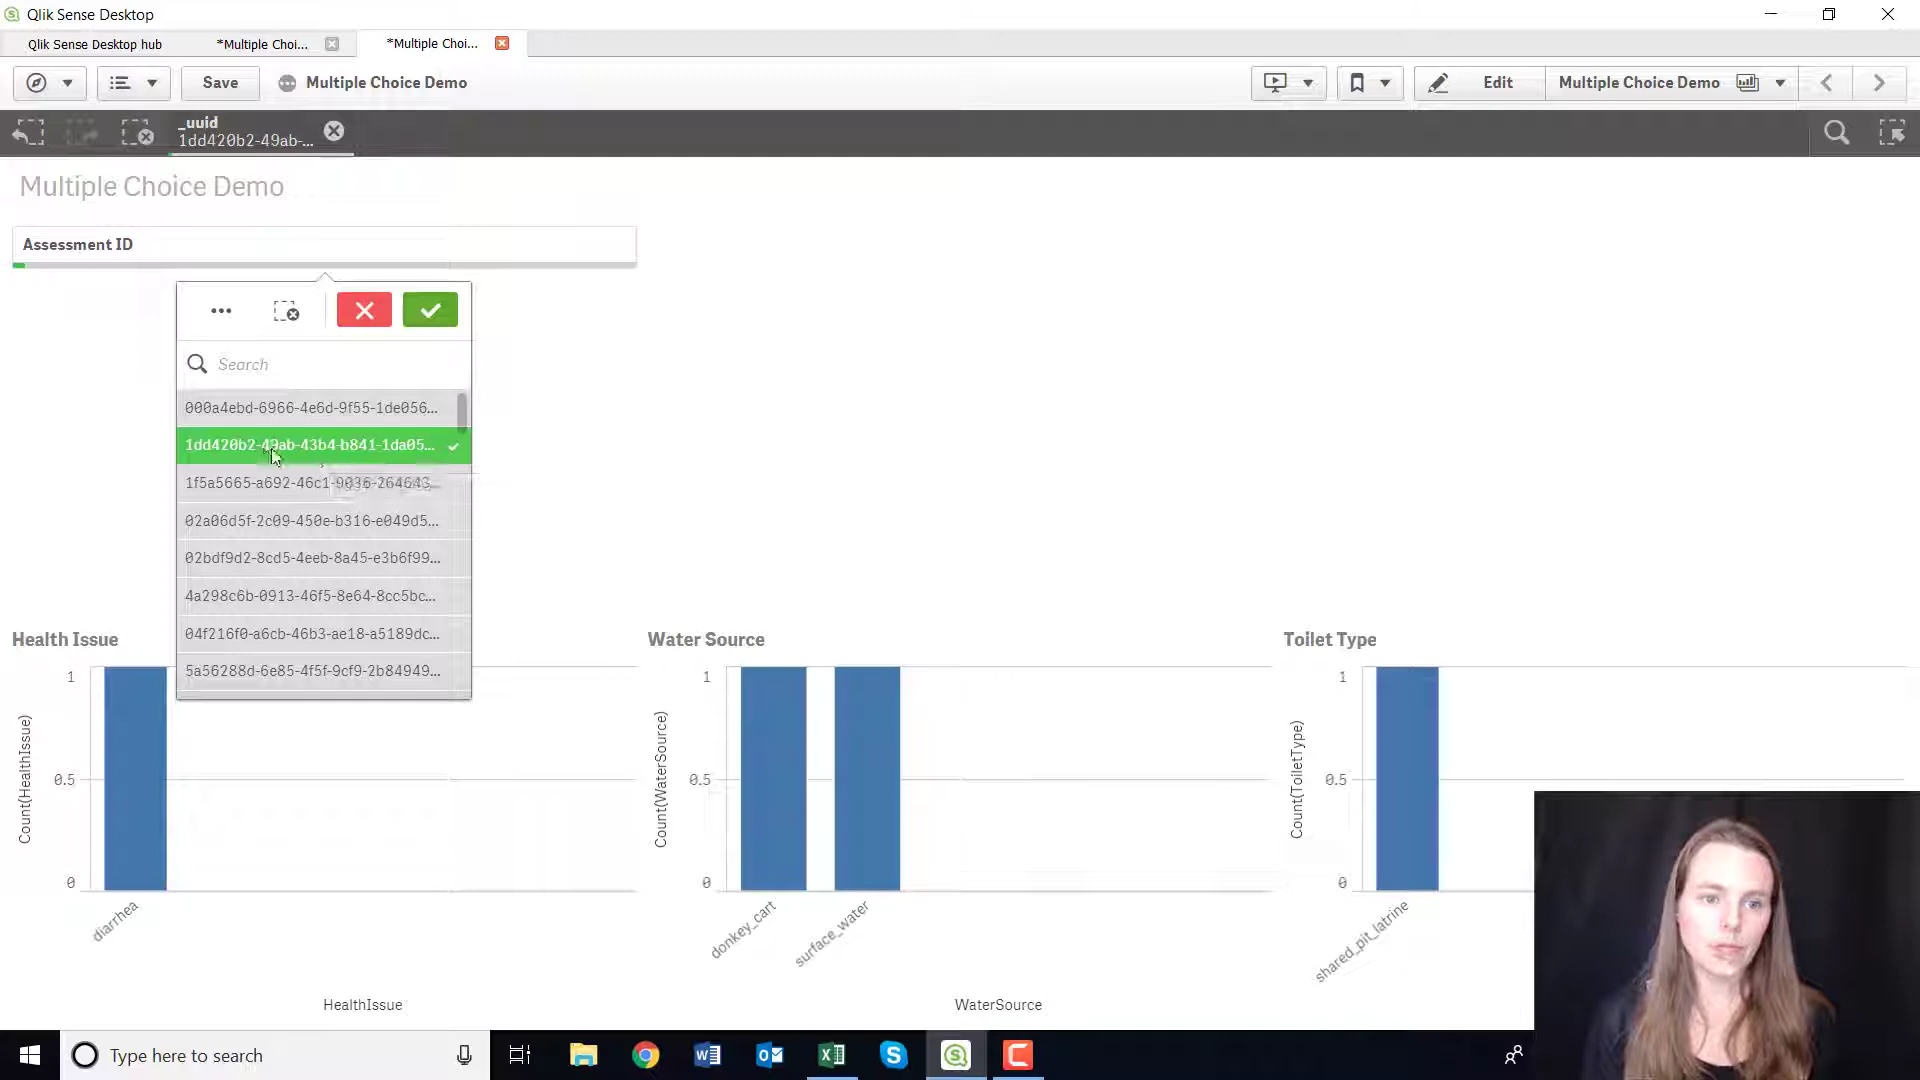 Qlik Sense Desktop
Qlik Sense Desktop hub
*Multiple Choi...
*Multiple Choi...
Save
Multiple Choice Demo
Edit
Multiple Choice Demo
_uuid
1dd420b2-49ab-...
Multiple Choice Demo
Assessment ID
Search
000a4ebd-6966-4e6d-9f55-1de056...
1dd420b2-49ab-43b4-b841-1da05...
1f5a5665-a692-46c1-9036-264643...
02a06d5f-2c09-450e-b316-e049d5...
02bdf9d2-8cd5-4eeb-8a45-e3b6f99...
4a298c6b-0913-46f5-8e64-8cc5bc...
04f216f0-a6cb-46b3-ae18-a5189dc...
5a56288d-6e85-4f5f-9cf9-2b84949...
Health Issue
1
0.5
0
Count(HealthIssue)
diarrhea
HealthIssue
Water Source
1
0.5
0
Count(WaterSource)
donkey_cart
surface_water
WaterSource
Toilet Type
1
0.5
0
Count(ToiletType)
shared_pit_latrine
Type here to search